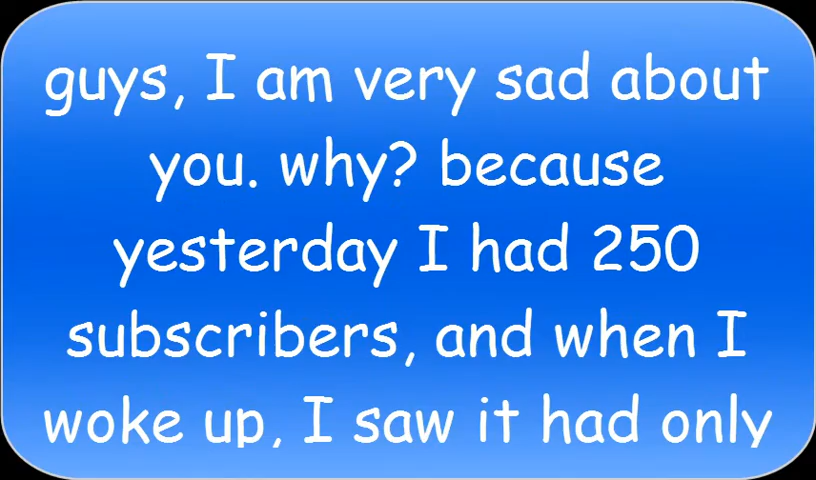 guys, I am very sad about
you. why? because
yesterday I had 250
subscribers, and when I
woke up, I saw it had only